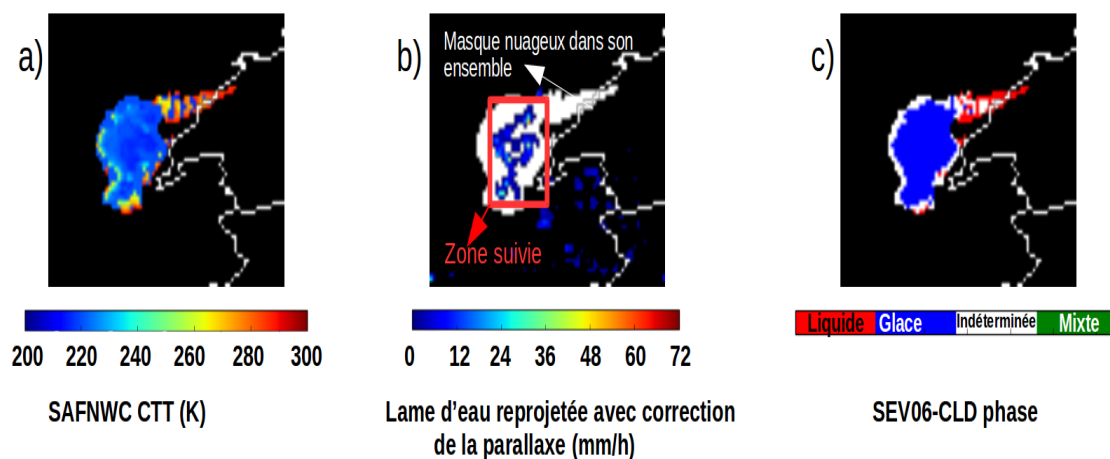 a)
b)
Masque nuageux dans son
ensemble
Zone suivie
c)
200 220 240 260 280 300
0 12 24 36 48 60 72
Liquide Glace Indéterminée Mixte
SAFNWC CTT (K)
Lame d'eau reprojetée avec correction
de la parallaxe (mm/h)
SEV06-CLD phase